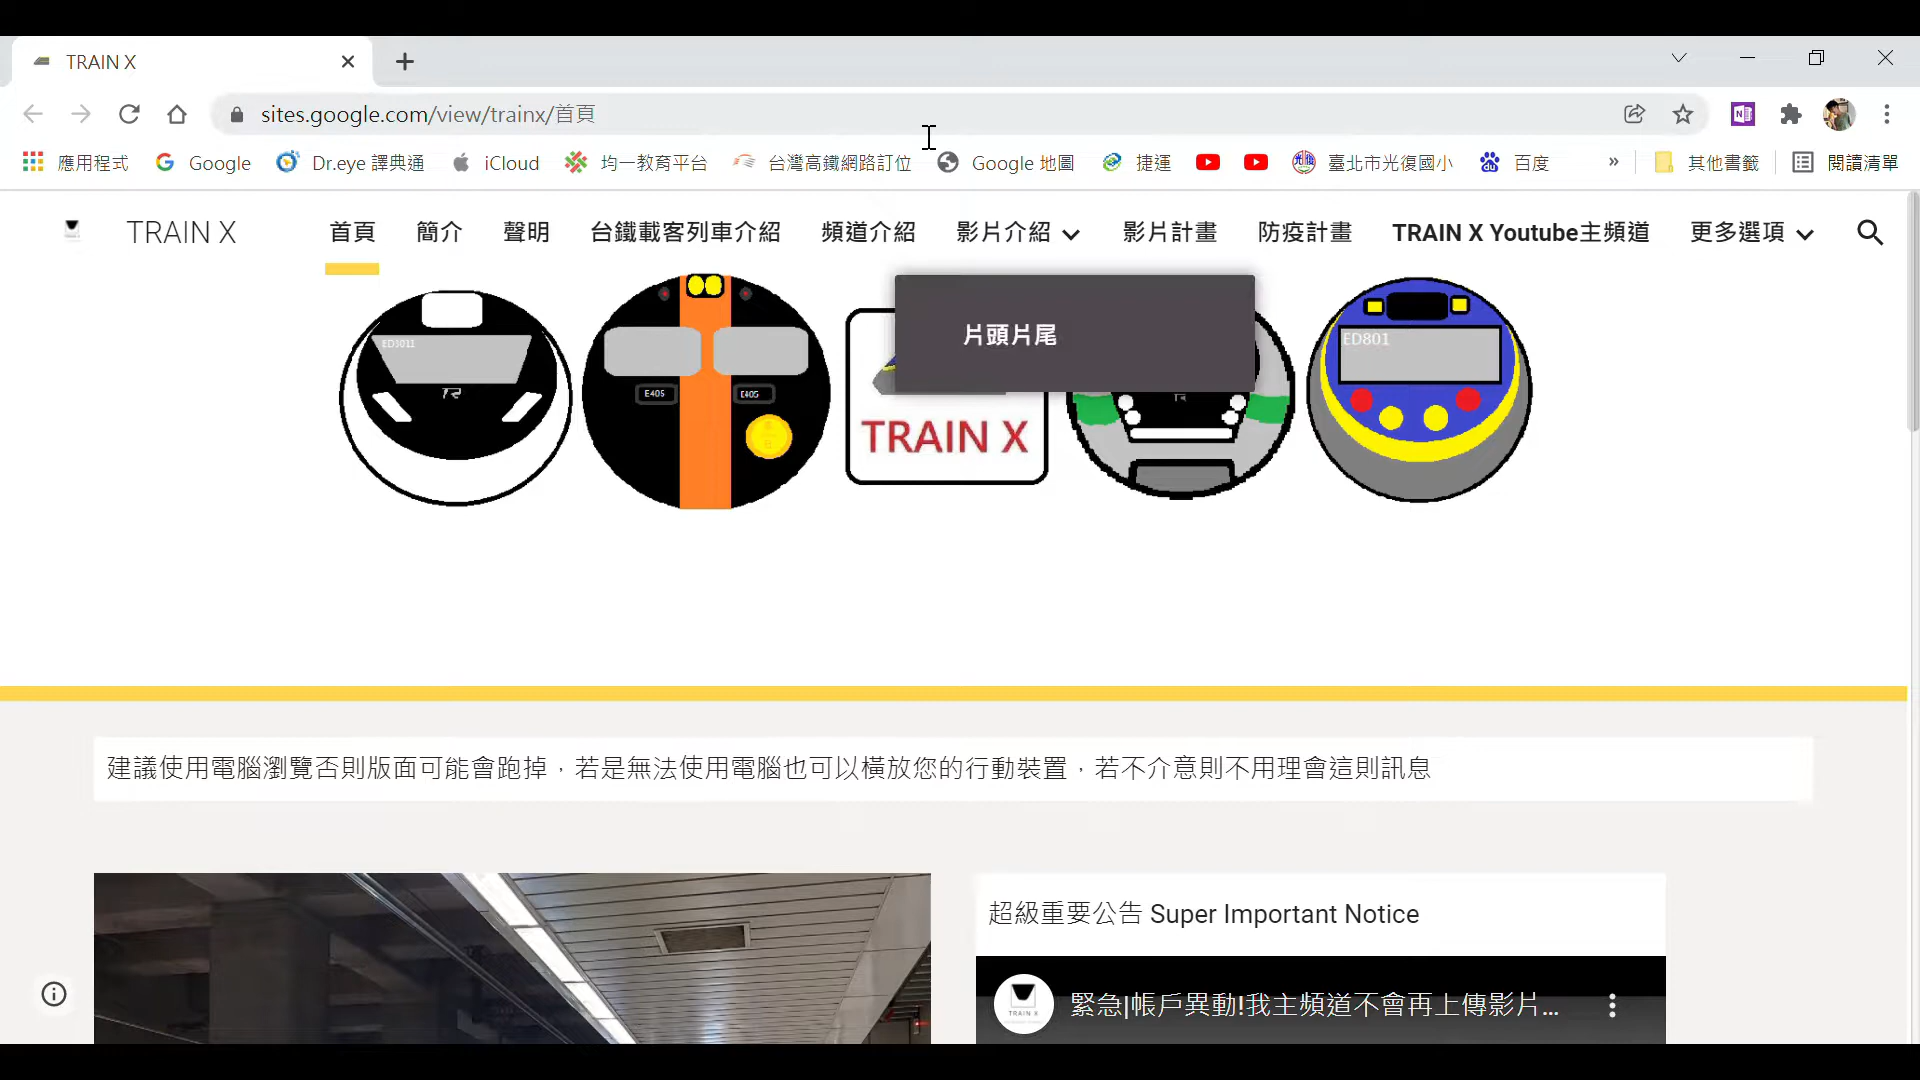 TRAIN X
sites.google.com/view/trainx/首頁
應用程式 Google Dr.eye 譯典通 iCloud 均一教育平台 台灣高鐵網路訂位 Google 地圖 捷運 臺北市光復國小 百度 » 其他書籤 閱讀清單
TRAIN X 首頁 簡介 聲明 台鐵載客列車介紹 頻道介紹 影片介紹 影片計畫 防疫計畫 TRAIN X Youtube主頻道 更多選項
片頭片尾
ED3011
E405 E405
TRAIN X
ED801
建議使用電腦瀏覽否則版面可能會跑掉，若是無法使用電腦也可以橫放您的行動裝置，若不介意則不用理會這則訊息
超級重要公告 Super Important Notice
TRAIN X
緊急|帳戶異動!我主頻道不會再上傳影片...